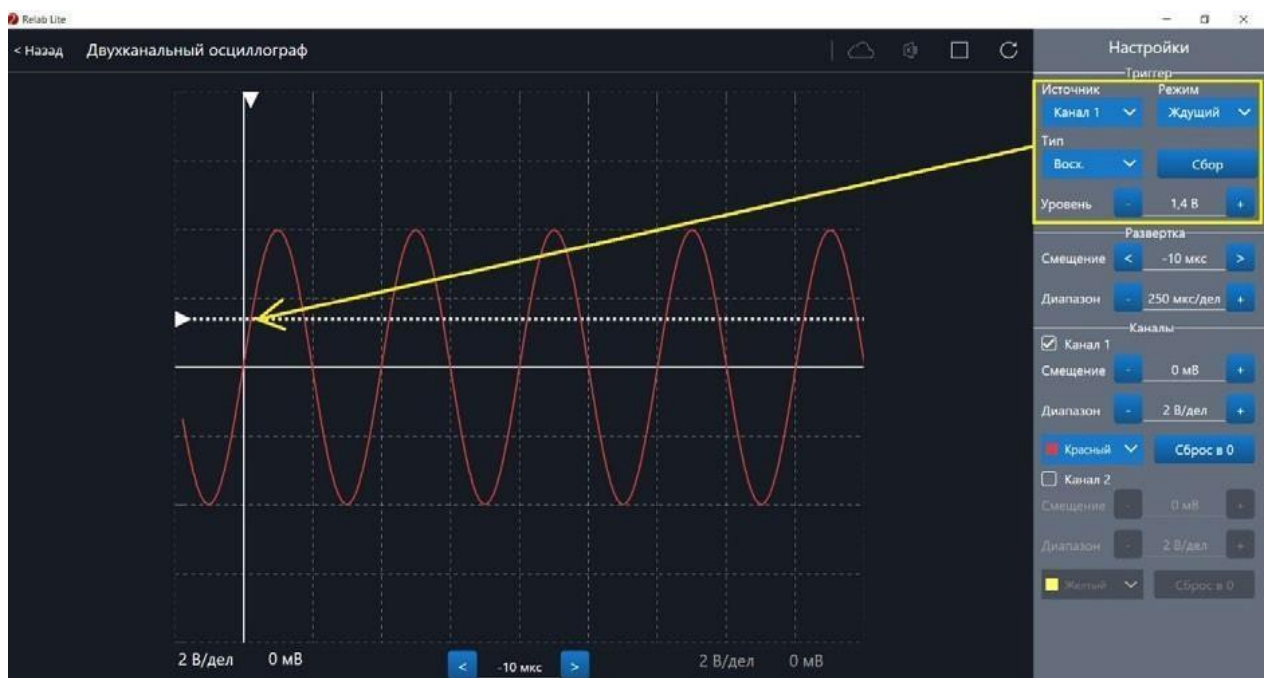 Relab Lite
< Назад Двухканальный осциллограф
Настройки
Триггер
Источник Режим
Канал 1 Ждущий
Тип
Восх. Сбор
Уровень - 1,4 В +
Развертка
Смещение < -10 мкс >
Диапазон - 250 мкс/дел +
Каналы
Канал 1
Смещение - 0 мВ +
Диапазон - 2 В/дел +
Красный Сброс в 0
Канал 2
Смещение - 0 мВ +
Диапазон - 2 В/дел +
Желтый Сброс в 0
2 В/дел 0 мВ < -10 мкс > 2 В/дел 0 мВ